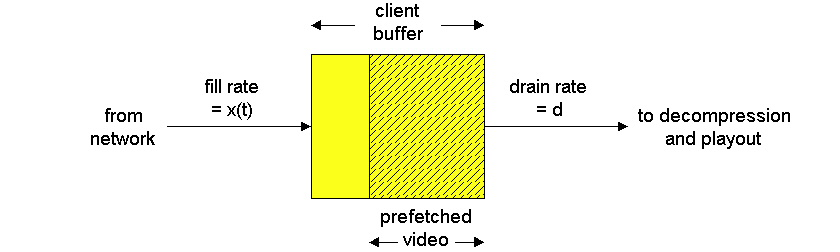 client
buffer
fill rate
= x(t)
drain rate
= d
from
network
to decompression
and playout
prefetched
video